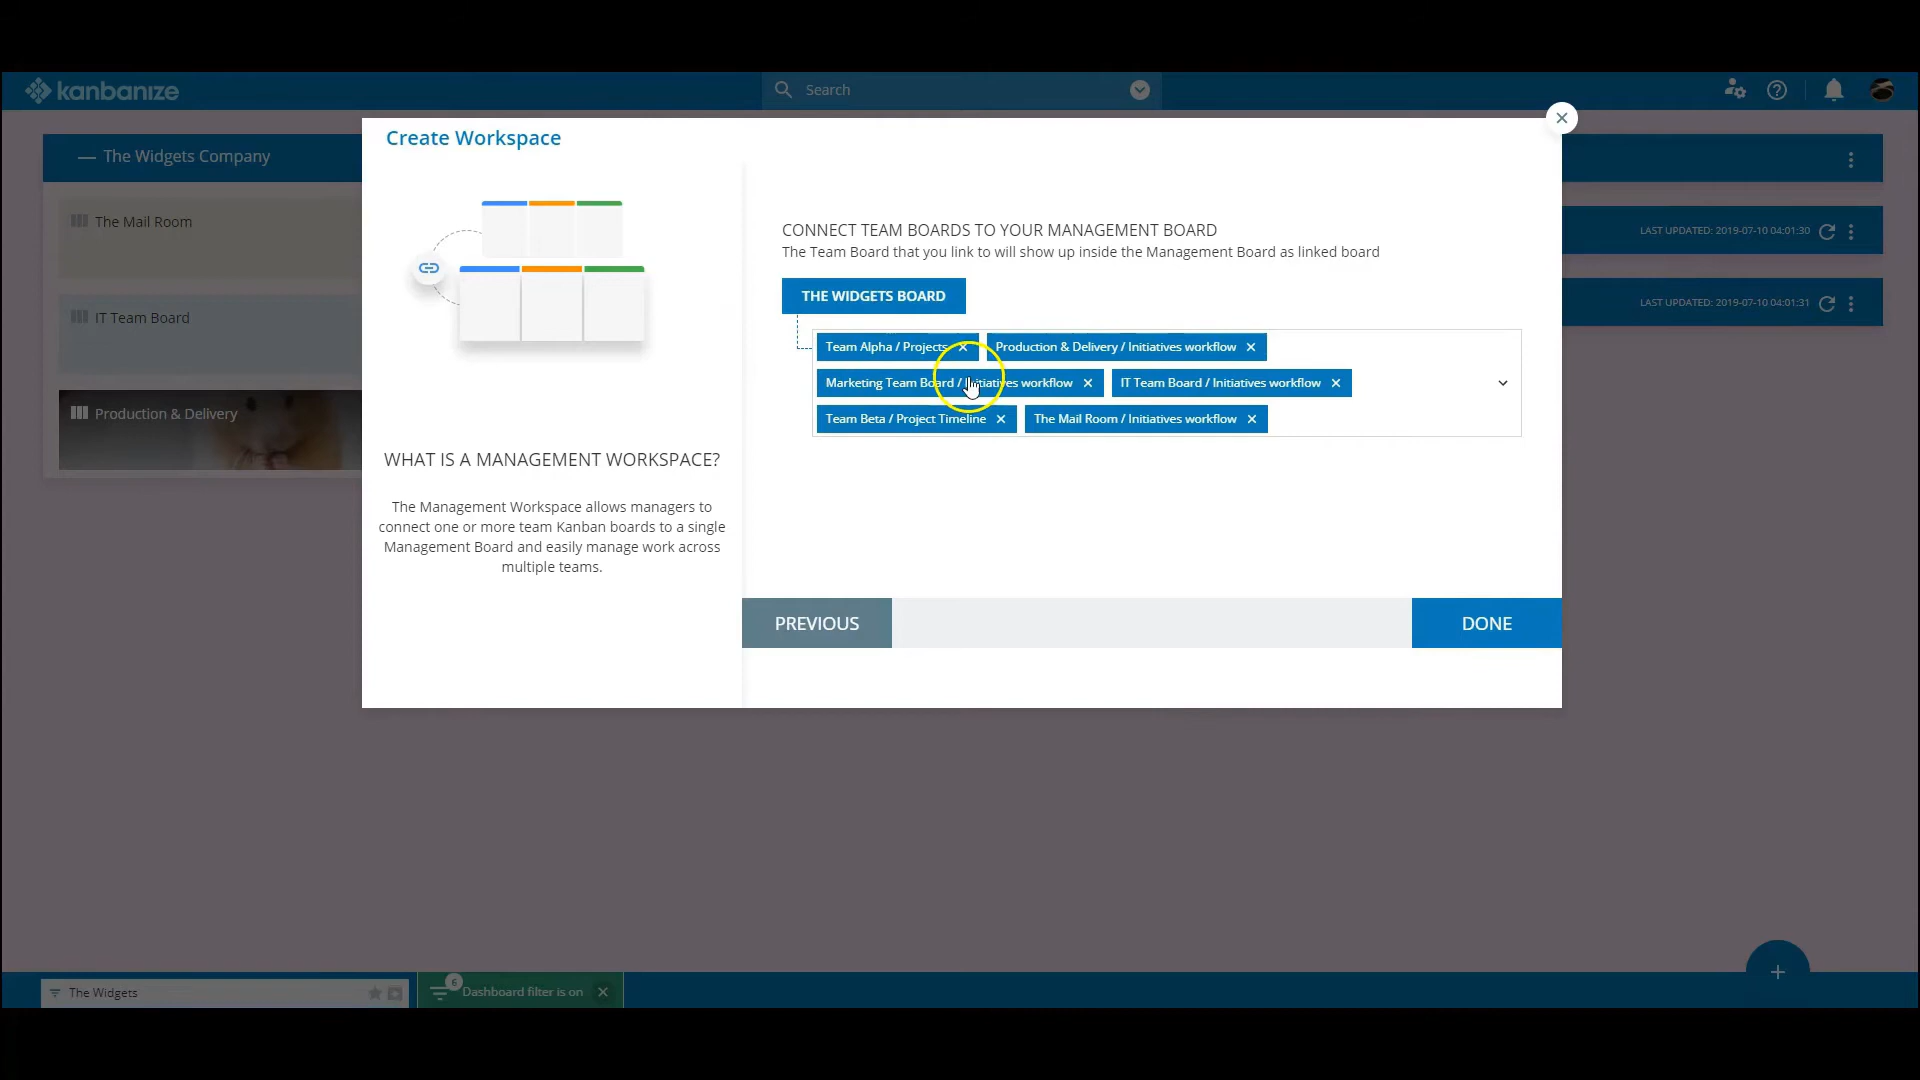 kanbanize
Search
Create Workspace
The Widgets Company
The Mail Room
IT Team Board
Production & Delivery
LAST UPDATED: 2019-07-10 04:01:30
LAST UPDATED: 2019-07-10 04:01:31
WHAT IS A MANAGEMENT WORKSPACE?
The Management Workspace allows managers to
connect one or more team Kanban boards to a single
Management Board and easily manage work across
multiple teams.
CONNECT TEAM BOARDS TO YOUR MANAGEMENT BOARD
The Team Board that you link to will show up inside the Management Board as linked board
THE WIDGETS BOARD
Team Alpha / Projects
Production & Delivery / Initiatives workflow
Marketing Team Board / Initiatives workflow
IT Team Board / Initiatives workflow
Team Beta / Project Timeline
The Mail Room / Initiatives workflow
PREVIOUS
DONE
The Widgets
6
Dashboard filter is on